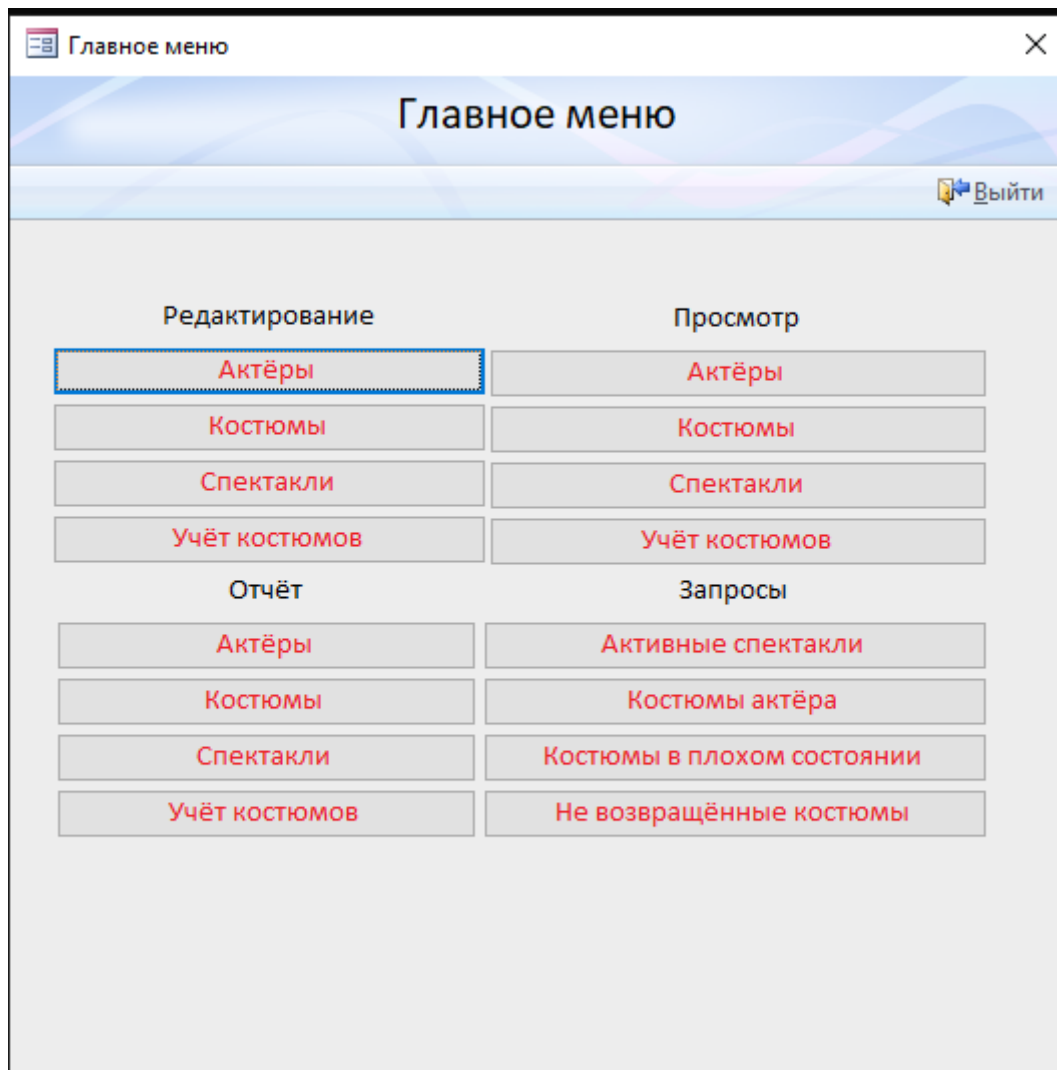 Главное меню
Главное меню
Выйти
Редактирование
Просмотр
Актёры
Актёры
Костюмы
Костюмы
Спектакли
Спектакли
Учёт костюмов
Учёт костюмов
Отчёт
Запросы
Актёры
Активные спектакли
Костюмы
Костюмы актёра
Спектакли
Костюмы в плохом состоянии
Учёт костюмов
Не возвращённые костюмы